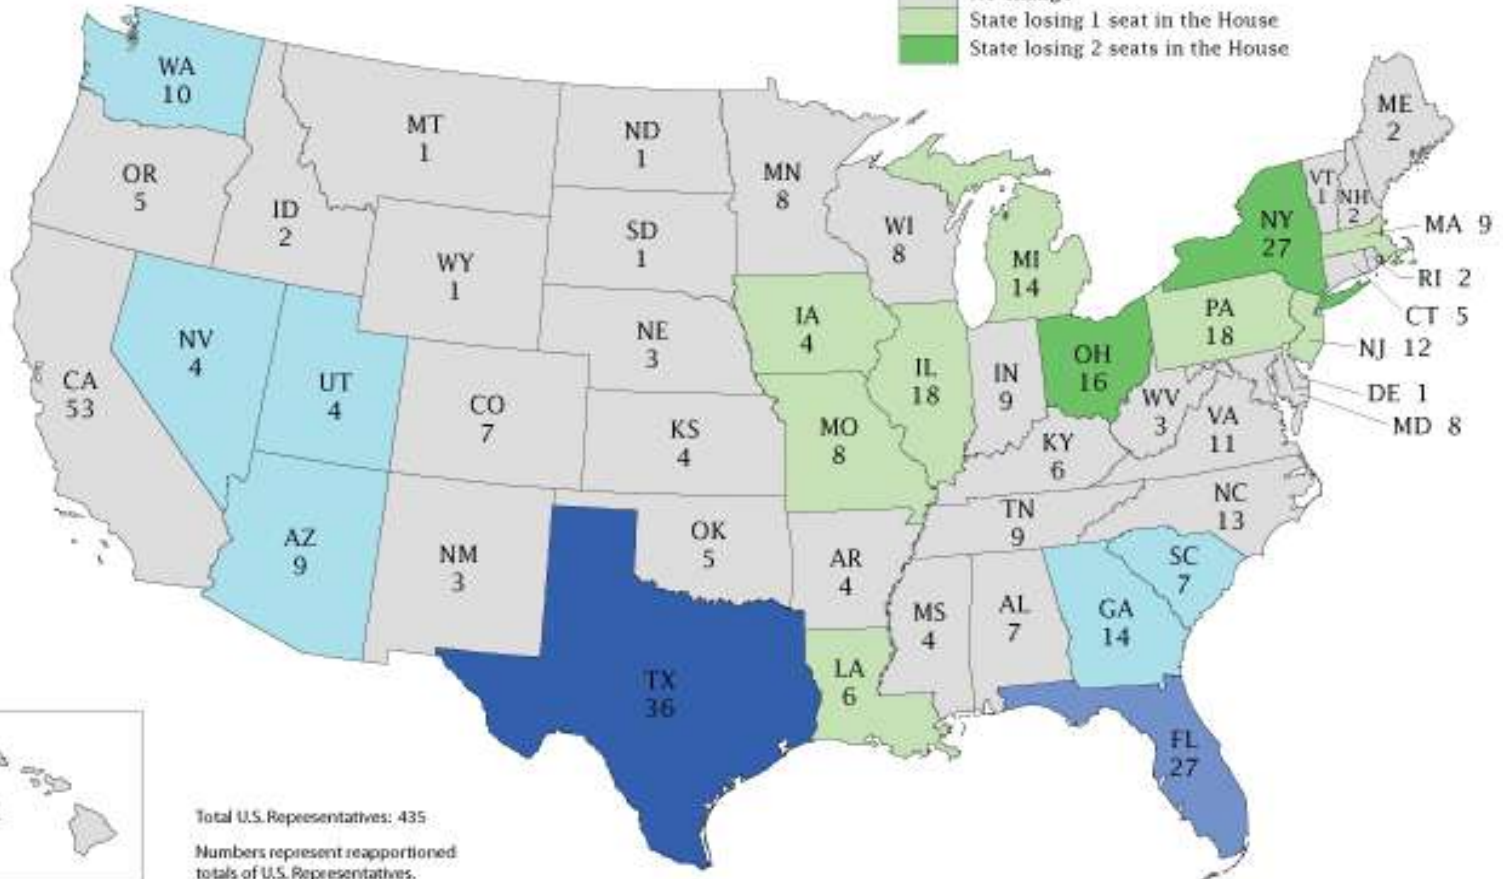 State losing 1 seat in the House
State losing 2 seats in the House
WA
10
MT
1
ND
1
MN
8
ME
2
OR
5
ID
2
SD
1
WI
8
MI
14
VT
1
NH
2
NY
27
MA 9
RI 2
CT 5
NJ 12
DE 1
MD 8
WY
1
NV
4
UT
4
CA
53
CO
7
NE
3
IA
4
IL
18
IN
9
OH
16
PA
18
WV
3
VA
11
KS
4
MO
8
KY
6
NC
13
TN
9
AZ
9
NM
3
OK
5
AR
4
MS
4
AL
7
GA
14
SC
7
TX
36
LA
6
FL
27
Total U.S. Representatives: 435
Numbers represent reapportioned
totals of U.S. Representatives.